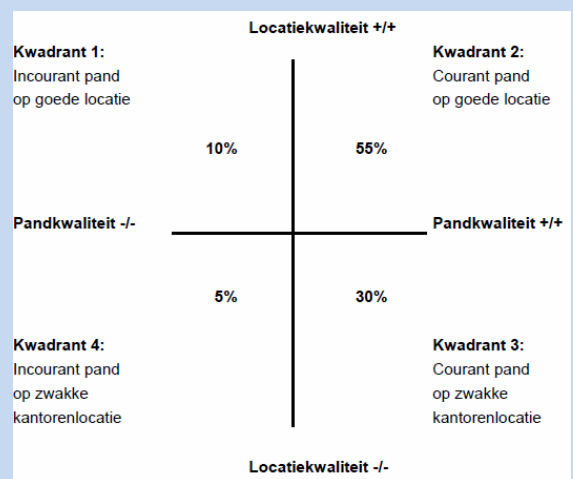 Locatiekwaliteit +/+
Kwadrant 1:
Incourant pand
op goede locatie
Kwadrant 2:
Courant pand
op goede locatie
10%
55%
Pandkwaliteit -/-
Pandkwaliteit +/+
5%
30%
Kwadrant 4:
Incourant pand
op zwakke
kantorenlocatie
Kwadrant 3:
Courant pand
op zwakke
kantorenlocatie
Locatiekwaliteit -/-